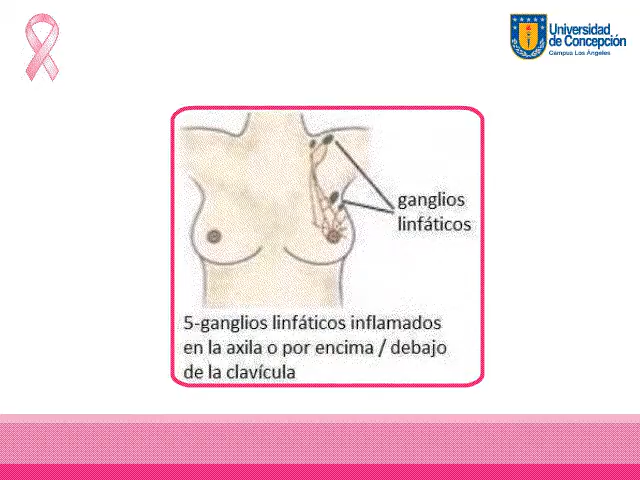 Universidad
de Concepción
Campus Los Ángeles
ganglios
linfáticos
5-ganglios linfáticos inflamados
en la axila o por encima / debajo
de la clavícula